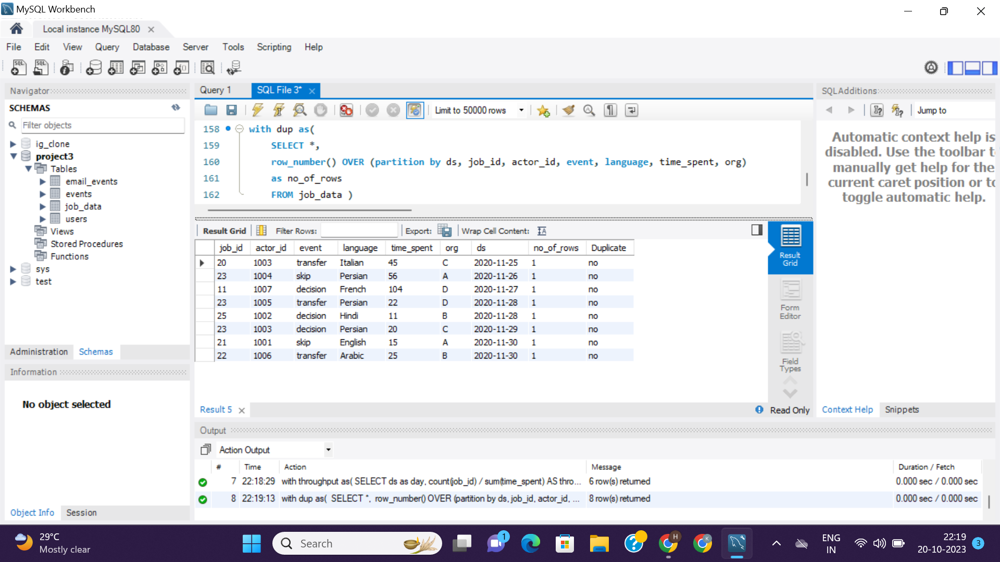 MySQL Workbench
Local instance MySQL80
File Edit View Query Database Server Tools Scripting Help
Navigator
SCHEMAS
Filter objects
ig_clone
project3
Tables
email_events
events
job_data
users
Views
Stored Procedures
Functions
sys
test
Administration Schemas
Information
No object selected
Object Info Session
Query 1 SQL File 3*
Limit to 50000 rows
158 with dup as(
159 SELECT *,
160 row_number() OVER (partition by ds, job_id, actor_id, event, language, time_spent, org)
161 as no_of_rows
162 FROM job_data )
Result Grid Filter Rows: Export: Wrap Cell Content:
job_id actor_id event language time_spent org ds no_of_rows Duplicate
20 1003 transfer Italian 45 C 2020-11-25 1 no
23 1004 skip Persian 56 A 2020-11-26 1 no
11 1007 decision French 104 D 2020-11-27 1 no
23 1005 transfer Persian 22 D 2020-11-28 1 no
25 1002 decision Hindi 11 B 2020-11-28 1 no
23 1003 decision Persian 20 C 2020-11-29 1 no
21 1001 skip English 15 A 2020-11-30 1 no
22 1006 transfer Arabic 25 B 2020-11-30 1 no
Result
Grid
Form
Editor
Field
Types
Result 5
Read Only
SQLAdditions
Jump to
Automatic context help is
disabled. Use the toolbar t
manually get help for the
current caret position or to
toggle automatic help.
Context Help Snippets
Output
Action Output
# Time Action Message Duration / Fetch
7 22:18:29 with throughput as( SELECT ds as day, count(job_id) / sum(time_spent) AS thro... 6 row(s) returned 0.000 sec / 0.000 sec
8 22:19:13 with dup as( SELECT *, row_number() OVER (partition by ds, job_id, actor_id, ... 8 row(s) returned 0.000 sec / 0.000 sec
29°C
Mostly clear
Search
1
H
K
ENG
IN
22:19
20-10-2023
3